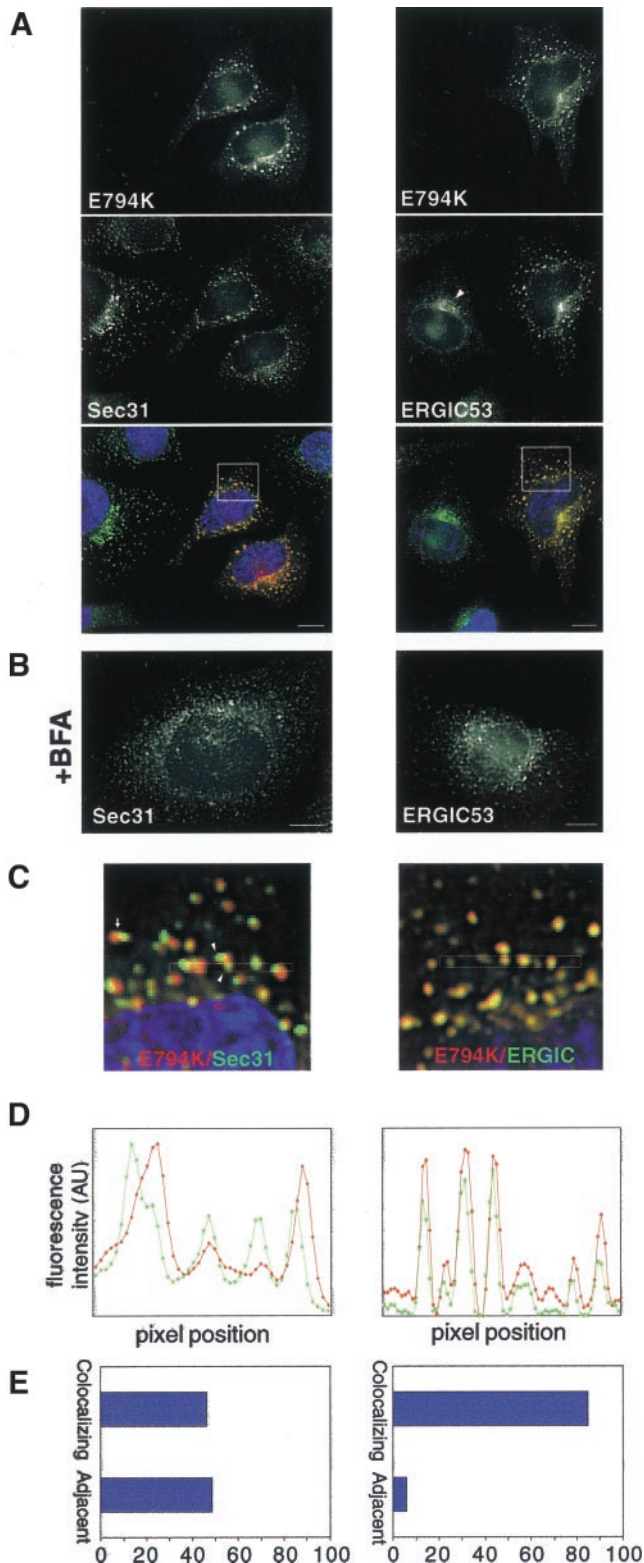 A
E794K
E794K
Sec31
ERGIC53
B
+BFA
Sec31
ERGIC53
C
E794K/Sec31
E794K/ERGIC
D
fluorescence
intensity (AU)
pixel position
pixel position
E
Colocalizing
Adjacent
Colocalizing
Adjacent
0 20 40 60 80 100
0 20 40 60 80 100